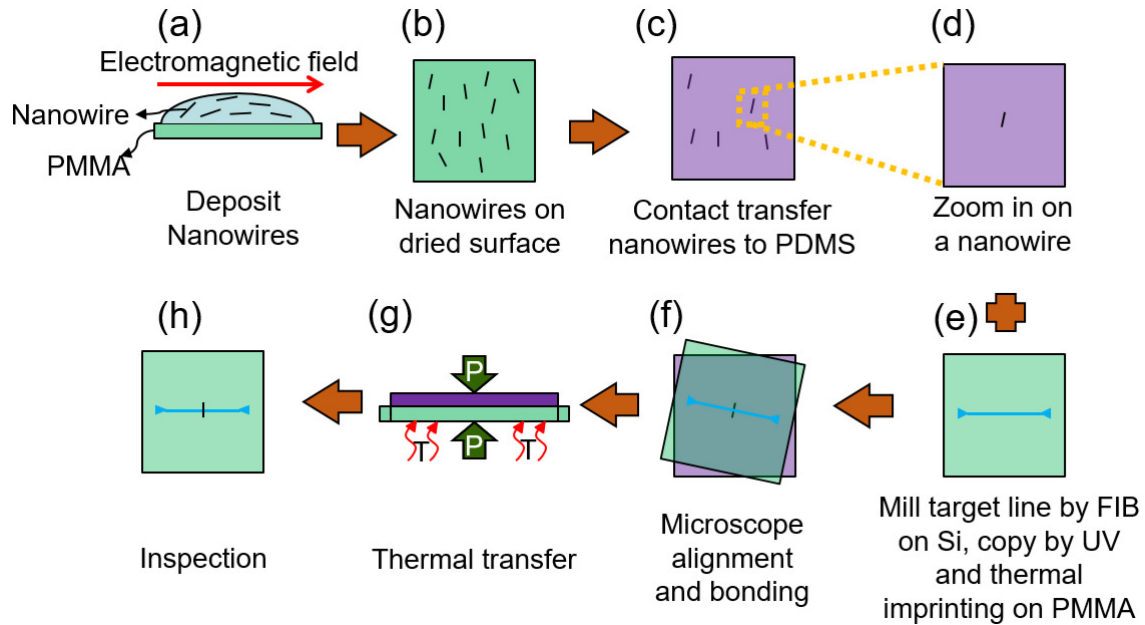 (a)
Electromagnetic field
Nanowire
PMMA
Deposit
Nanowires
(b)
Nanowires on
dried surface
(c)
Contact transfer
nanowires to PDMS
(d)
Zoom in on
a nanowire
(e)
Mill target line by FIB
on Si, copy by UV
and thermal
imprinting on PMMA
(f)
Microscope
alignment
and bonding
(g)
P
P
T
T
Thermal transfer
(h)
Inspection